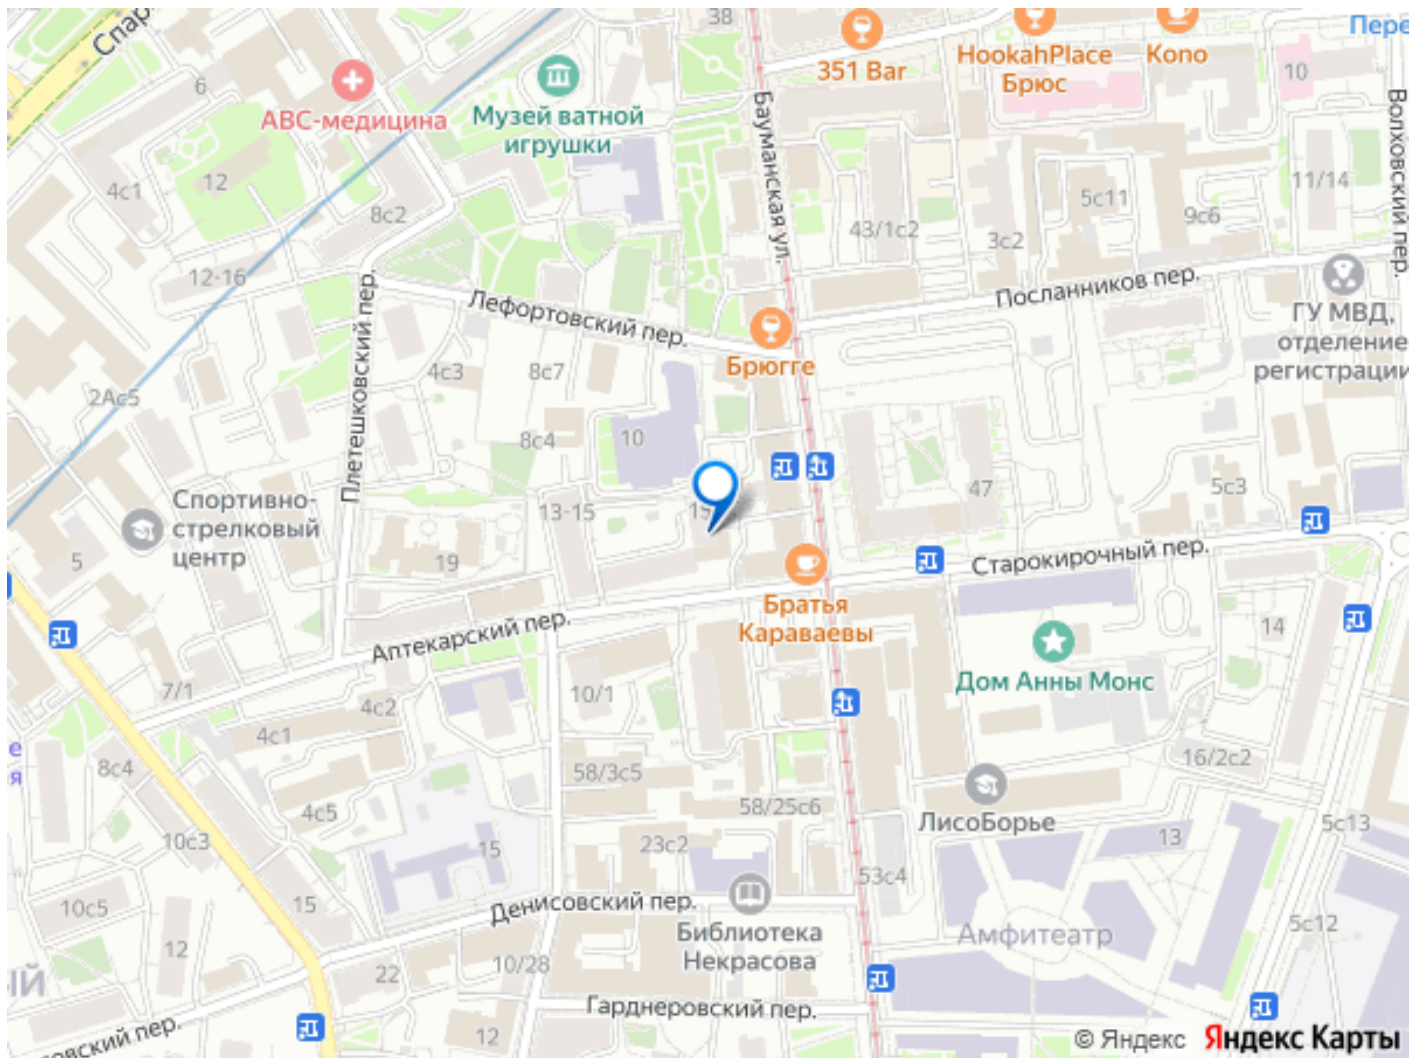 38
351 Bar
HookahPlace
Брюс
Kono
Пере
10
6
АВС-медицина
Музей ватной
игрушки
Бауманская ул.
Волховский пер.
4с1
12
8с2
43/1с2
5с11
3с2
9с6
11/14
12-16
Плетешковский пер.
Лефортовский пер.
Посланников пер.
ГУ МВД,
отделение
регистрации
Брюгге
4с3
8с7
2Ас5
8с4
10
47
5с3
Спортивно-
стрелковый
центр
13-15
5
19
Старокирочный пер.
Братья
Караваевы
Аптекарский пер.
Дом Анны Монс
14
7/1
4с2
10/1
4с1
16/2с2
8с4
58/3с5
58/25с6
4с5
ЛисоБорье
13
5с13
10с3
15
23с2
53с4
10с5
15
Денисовский пер.
Библиотека
Некрасова
Амфитеатр
5с12
12
22
10/28
Гарднеровский пер.
12
© Яндекс Яндекс Карты